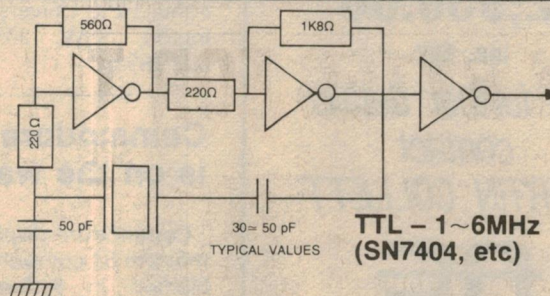 560Ω
1K8Ω
220Ω
220Ω
50 pF
30≃ 50 pF
TYPICAL VALUES
TTL – 1~6MHz
(SN7404, etc)